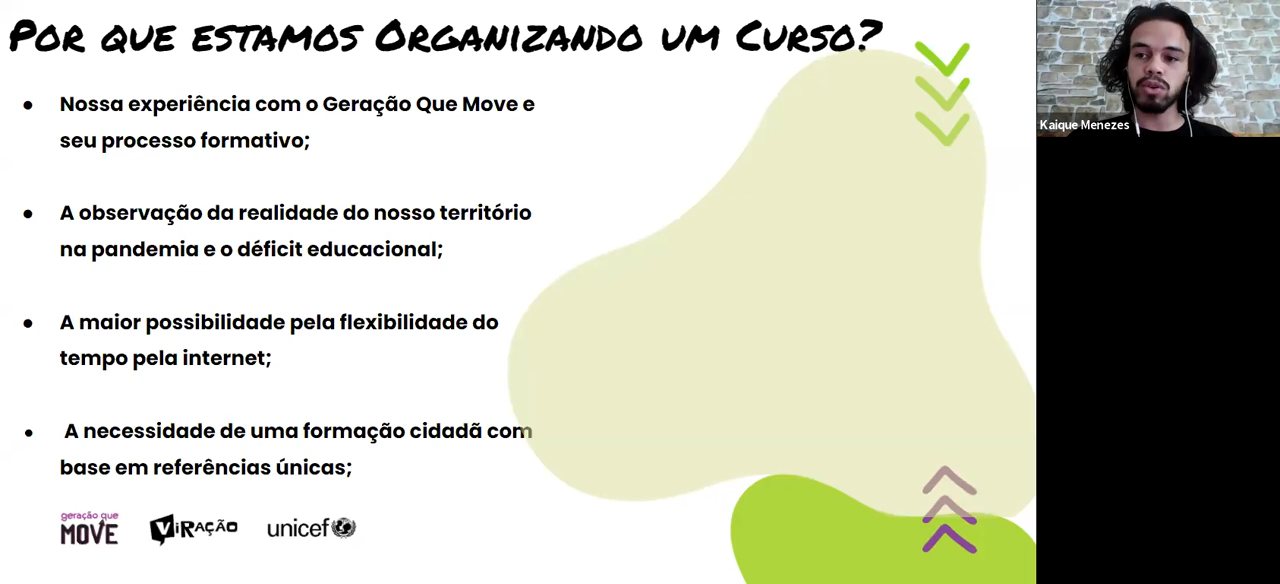 Por que estamos Organizando um Curso?
● Nossa experiência com o Geração Que Move e
seu processo formativo;
● A observação da realidade do nosso território
na pandemia e o déficit educacional;
● A maior possibilidade pela flexibilidade do
tempo pela internet;
● A necessidade de uma formação cidadã com
base em referências únicas;
geração que
MOVE
ViRAÇÃO
unicef
Kaique Menezes